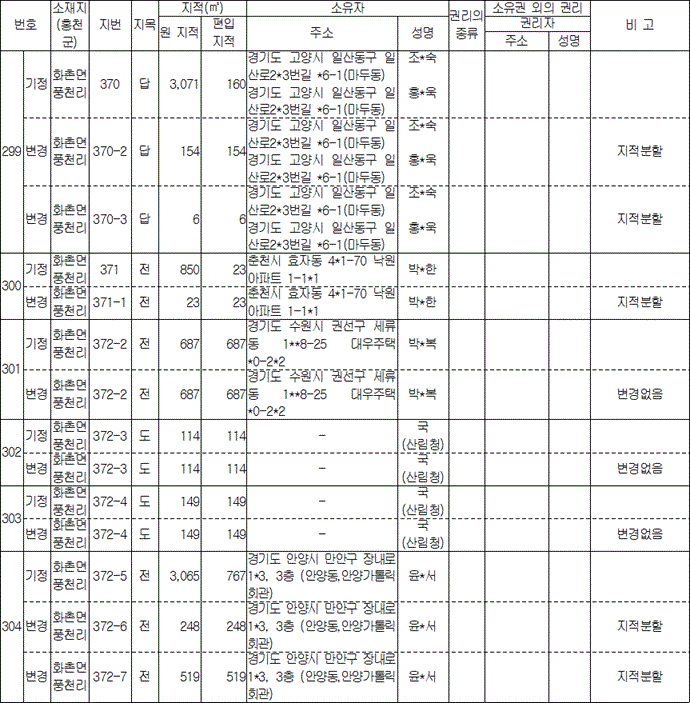 번호 소재지(홍천군) 지번 지목 지적(㎡) 소유자 권리의 종류 소유권 외의 권리 비 고
원 지적 편입 지적 주소 성명 권리자
주소 성명
299 기정 화촌면 풍천리 370 답 3,071 160 경기도 고양시 일산동구 일 조*숙
산로2*3번길 *6-1(마두동)
경기도 고양시 일산동구 일 홍*욱
산로2*3번길 *6-1(마두동)
변경 화촌면 풍천리 370-2 답 154 154 경기도 고양시 일산동구 일 조*숙 지적분할
산로2*3번길 *6-1(마두동)
경기도 고양시 일산동구 일 홍*욱
산로2*3번길 *6-1(마두동)
변경 화촌면 풍천리 370-3 답 6 6 경기도 고양시 일산동구 일 조*숙 지적분할
산로2*3번길 *6-1(마두동)
경기도 고양시 일산동구 일 홍*욱
산로2*3번길 *6-1(마두동)
300 기정 화촌면 풍천리 371 전 850 23 춘천시 효자동 4*1-70 낙원 박*한
아파트 1-1*1
변경 화촌면 풍천리 371-1 전 23 23 춘천시 효자동 4*1-70 낙원 박*한 지적분할
아파트 1-1*1
301 기정 화촌면 풍천리 372-2 전 687 687 경기도 수원시 권선구 세류 박*복
동 1**8-25 대우주택
*0-2*2
변경 화촌면 풍천리 372-2 전 687 687 경기도 수원시 권선구 세류 박*복 변경없음
동 1**8-25 대우주택
*0-2*2
302 기정 화촌면 풍천리 372-3 도 114 114 - 국
(산림청)
변경 화촌면 풍천리 372-3 도 114 114 - 국 변경없음
(산림청)
303 기정 화촌면 풍천리 372-4 도 149 149 - 국
(산림청)
변경 화촌면 풍천리 372-4 도 149 149 - 국 변경없음
(산림청)
304 기정 화촌면 풍천리 372-5 전 3,065 767 경기도 안양시 만안구 장내로 윤*서
1*3, 3층 (안양동,안양가톨릭
회관)
변경 화촌면 풍천리 372-6 전 248 248 경기도 안양시 만안구 장내로 윤*서 지적분할
1*3, 3층 (안양동,안양가톨릭
회관)
변경 화촌면 풍천리 372-7 전 519 519 경기도 안양시 만안구 장내로 윤*서 지적분할
1*3, 3층 (안양동,안양가톨릭
회관)